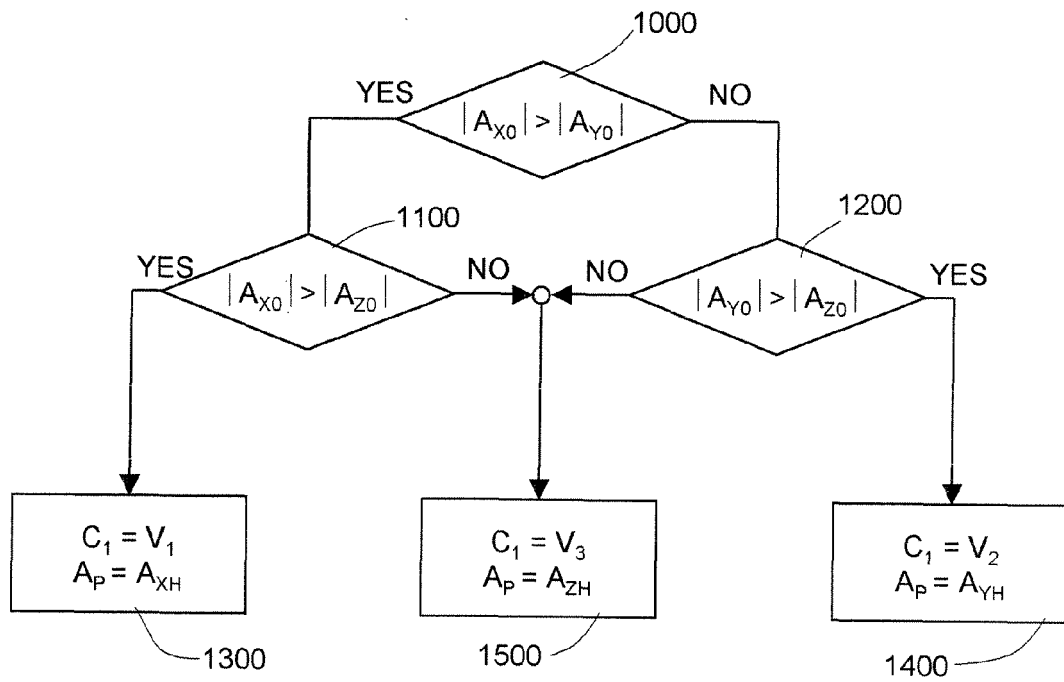 1000
YES
NO
|A_X0| > |A_Y0|
1100
1200
YES
NO
NO
YES
|A_X0| > |A_Z0|
|A_Y0| > |A_Z0|
C_1 = V_1
A_P = A_XH
C_1 = V_3
A_P = A_ZH
C_1 = V_2
A_P = A_YH
1300
1500
1400